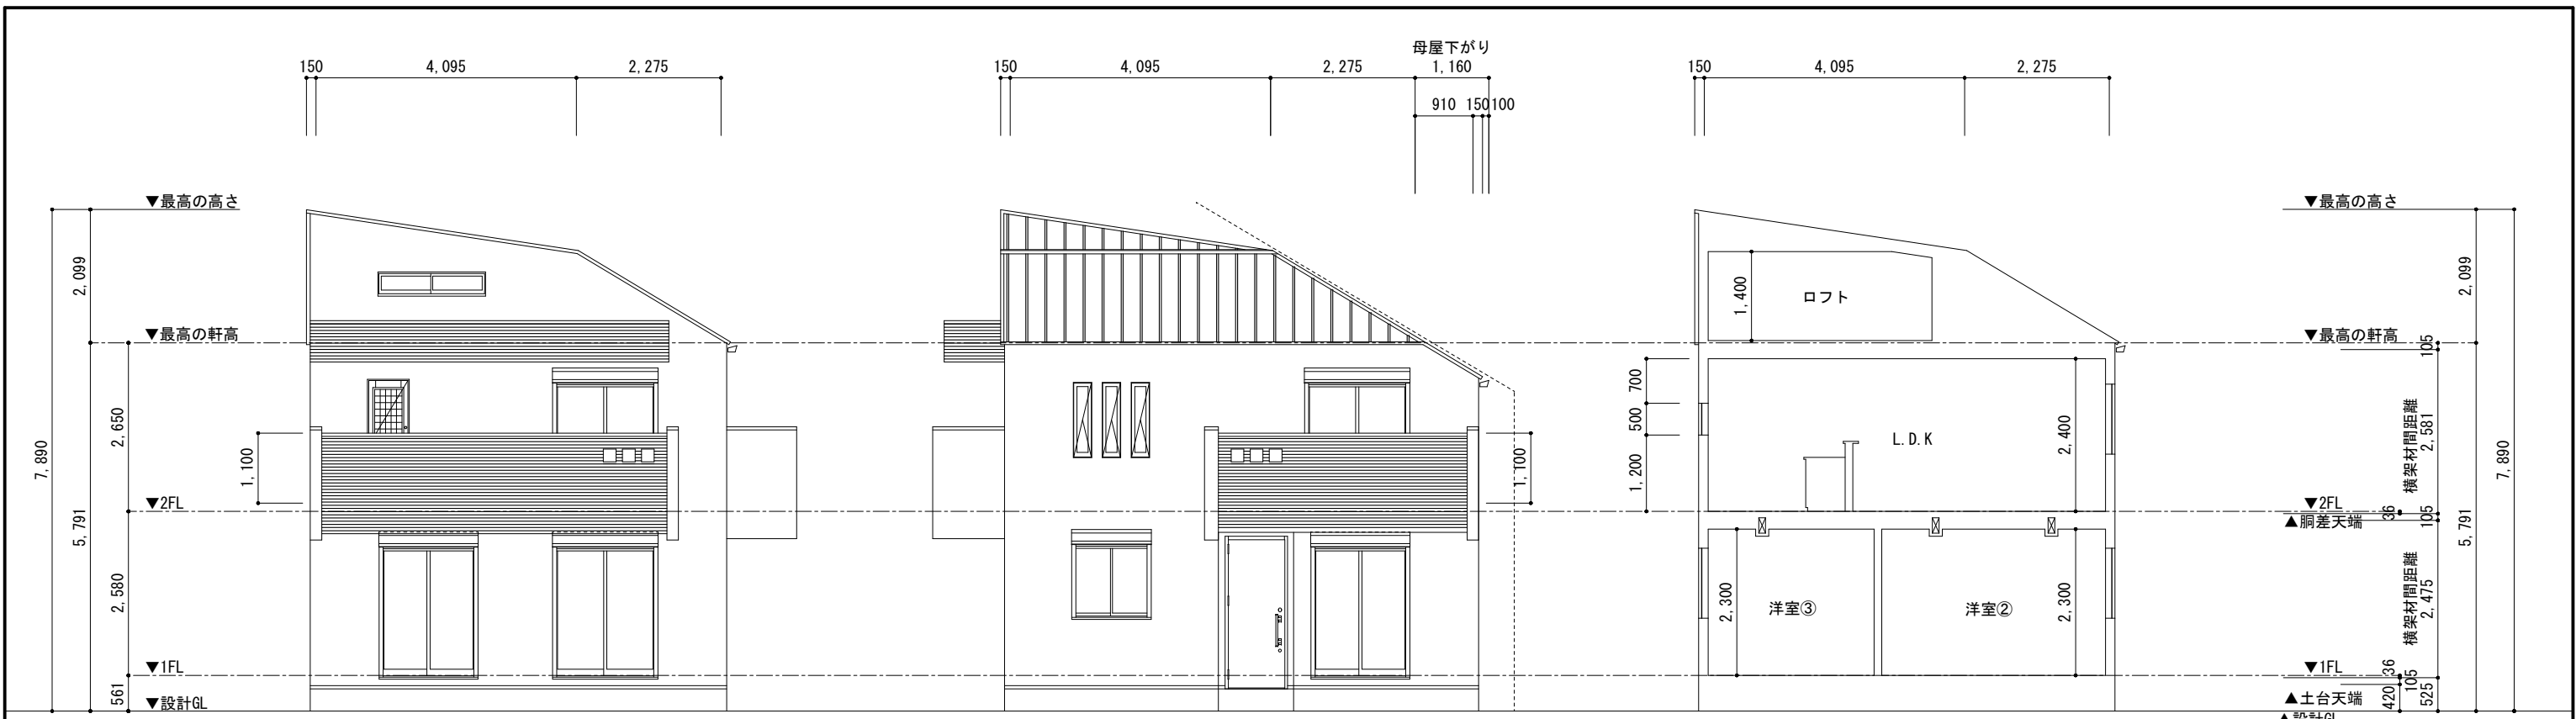 母屋下がり
150 4,095 2,275
150 4,095 2,275 1,160
150 4,095 2,275
910 150 100
▼最高の高さ
▼最高の高さ
2,099
1,400
ロフト
2,099
▼最高の軒高
▼最高の軒高
105
7,890
5,791
2,650
1,100
1,100
700
500
1,200
L.D.K
2,400
横架材間距離
2,581
5,791
7,890
▼2FL
▼2FL
36
105
▲胴差天端
2,580
2,300
洋室③
洋室②
2,300
横架材間距離
2,475
▼1FL
▼1FL
36
105
561
▼設計GL
▲土台天端
420
525
▲設計GL